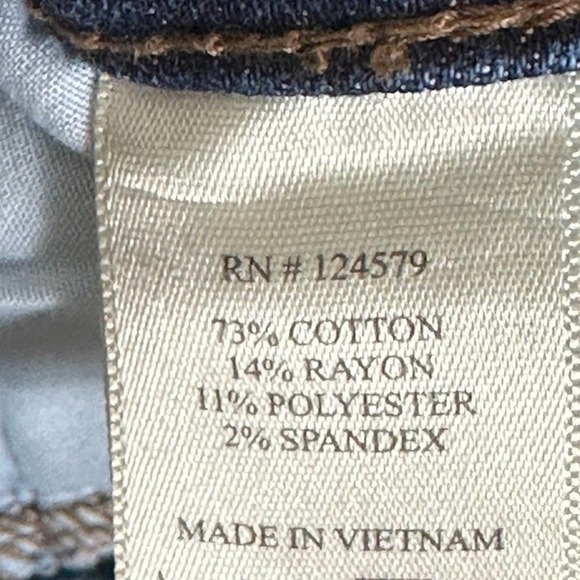 RN # 124579
73% COTTON
14% RAYON
11% POLYESTER
2% SPANDEX
MADE IN VIETNAM